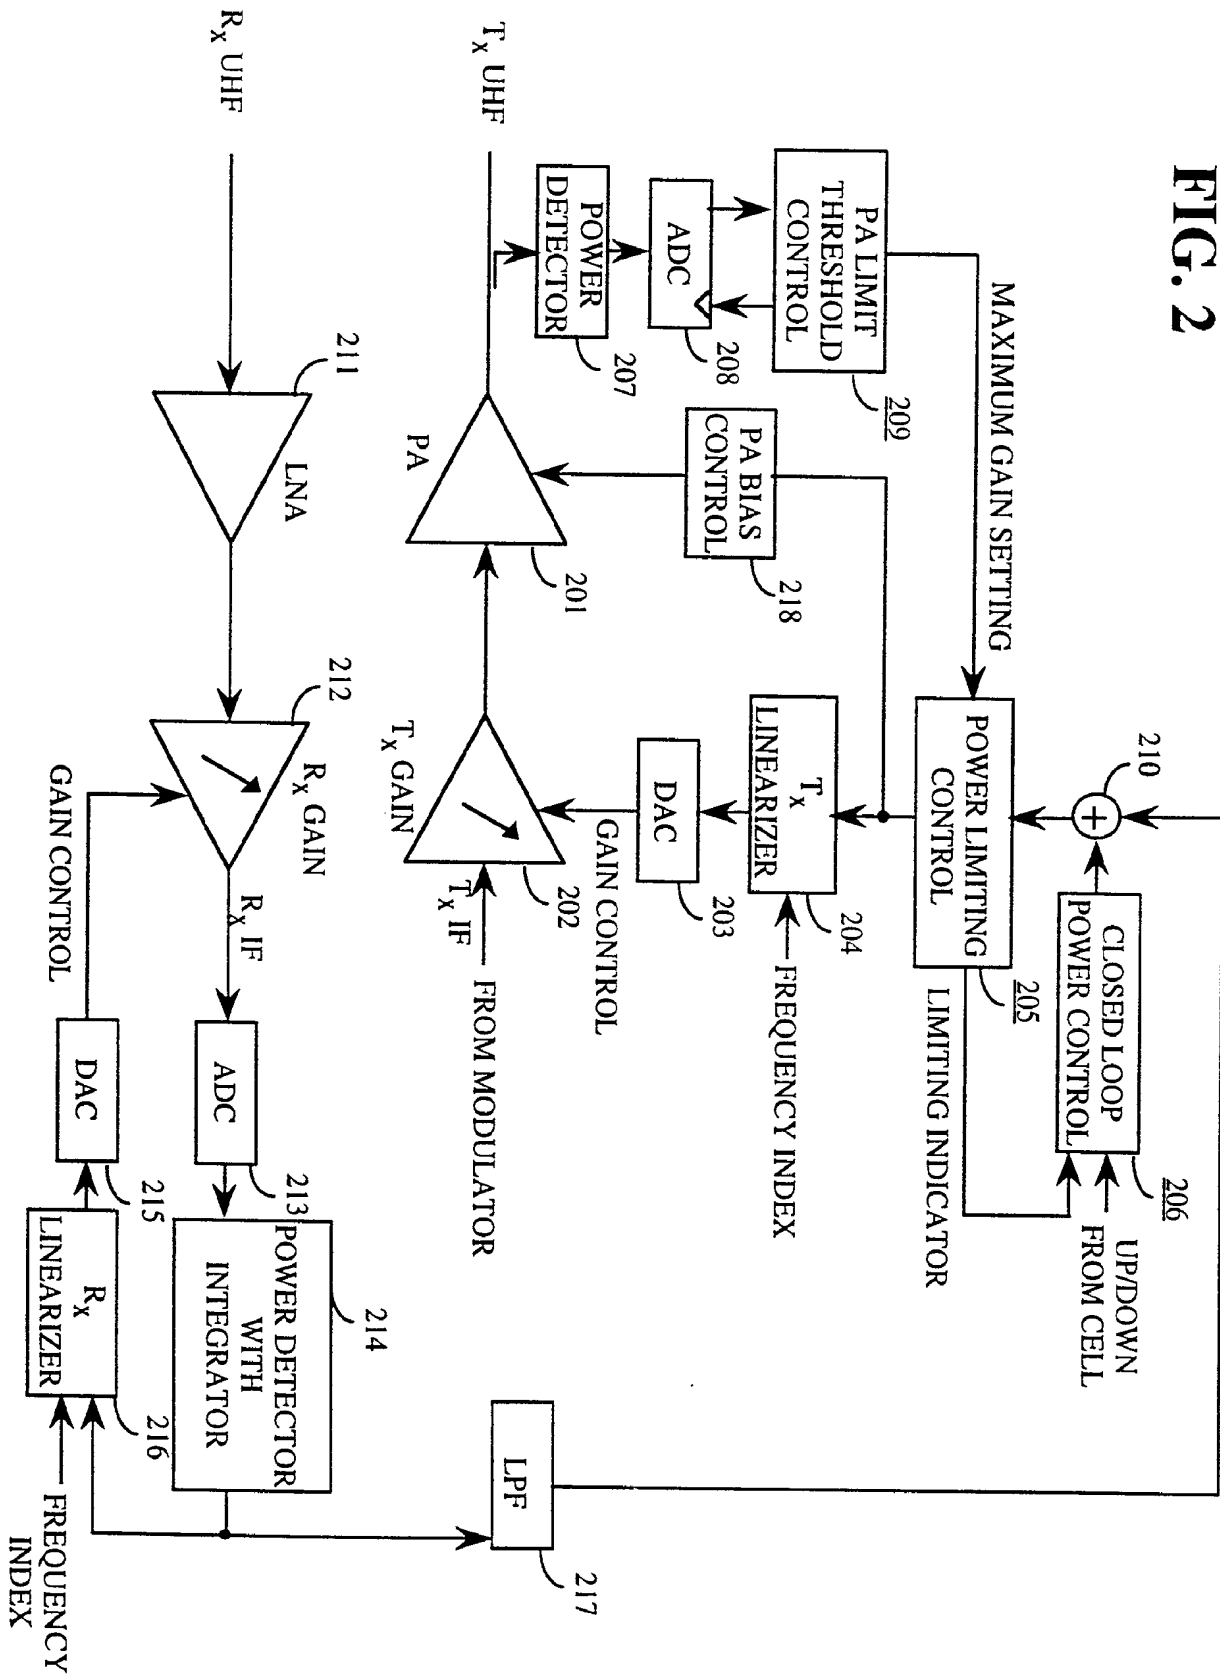 FIG. 2
210
CLOSED LOOP
POWER CONTROL
206
UP/DOWN
FROM CELL
MAXIMUM GAIN SETTING
POWER LIMITING
CONTROL
205
LIMITING INDICATOR
PA LIMIT
THRESHOLD
CONTROL
209
PA BIAS
CONTROL
218
Tx
LINEARIZER
204
FREQUENCY INDEX
ADC
208
DAC
203
POWER
DETECTOR
207
GAIN CONTROL
Tx UHF
PA
201
Tx GAIN
202
Tx IF
FROM MODULATOR
LPF
217
211
LNA
212
Rx GAIN
214
Rx UHF
Rx IF
ADC
213
POWER DETECTOR
WITH
INTEGRATOR
GAIN CONTROL
DAC
215
Rx
LINEARIZER
216
FREQUENCY
INDEX